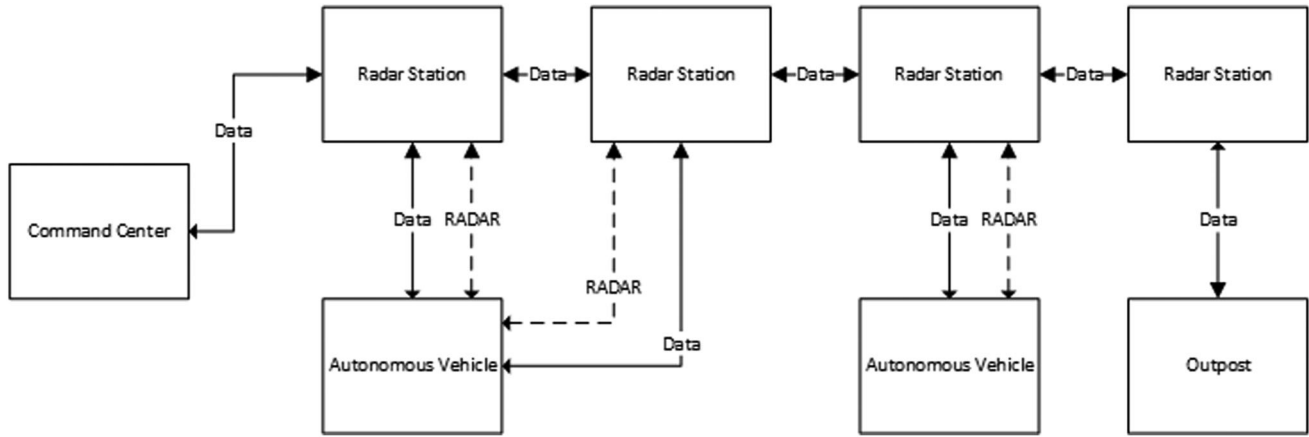 Radar Station
Data
Radar Station
Data
Radar Station
Data
Radar Station
Data
Command Center
Data
RADAR
Data
RADAR
Data
RADAR
Data
Autonomous Vehicle
Autonomous Vehicle
Outpost